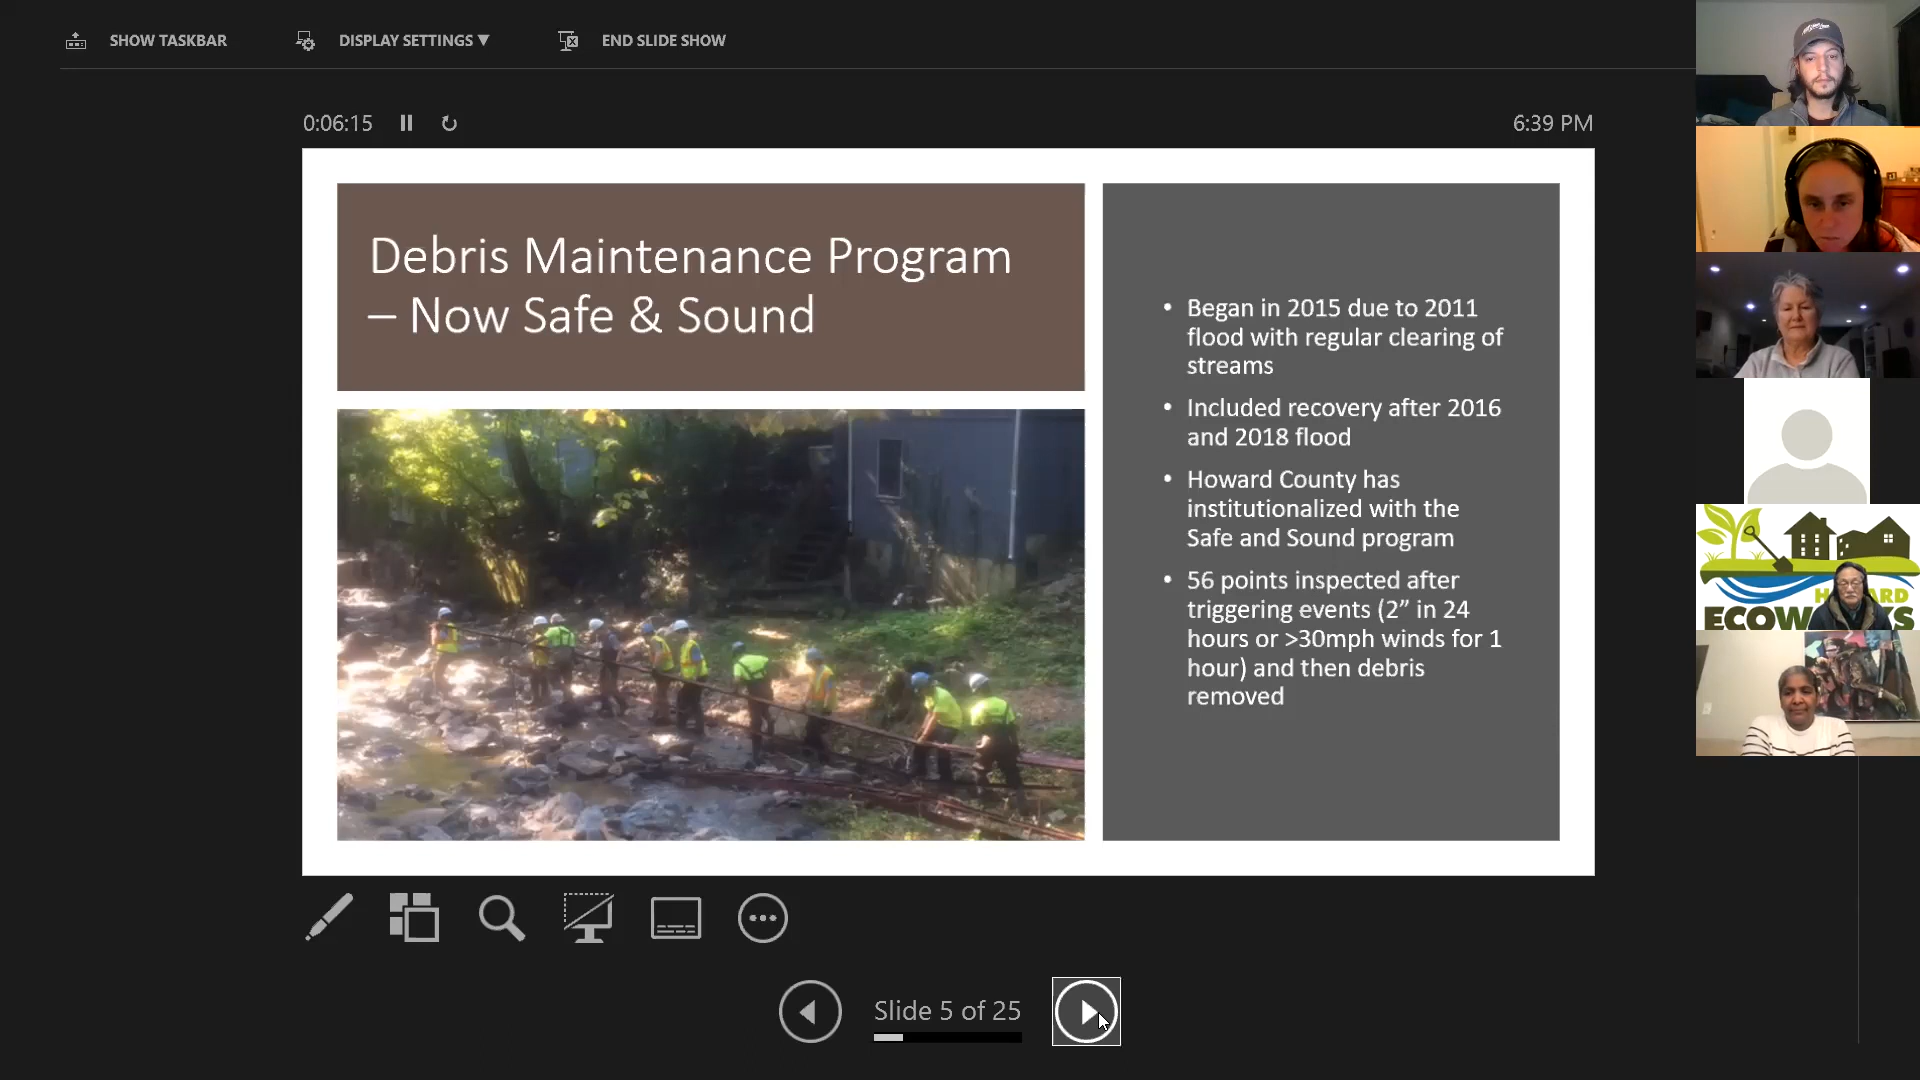 SHOW TASKBAR
DISPLAY SETTINGS ▼
END SLIDE SHOW
0:06:15
6:39 PM
Debris Maintenance Program
– Now Safe & Sound
• Began in 2015 due to 2011
flood with regular clearing of
streams
• Included recovery after 2016
and 2018 flood
• Howard County has
institutionalized with the
Safe and Sound program
• 56 points inspected after
triggering events (2” in 24
hours or >30mph winds for 1
hour) and then debris
removed
Slide 5 of 25